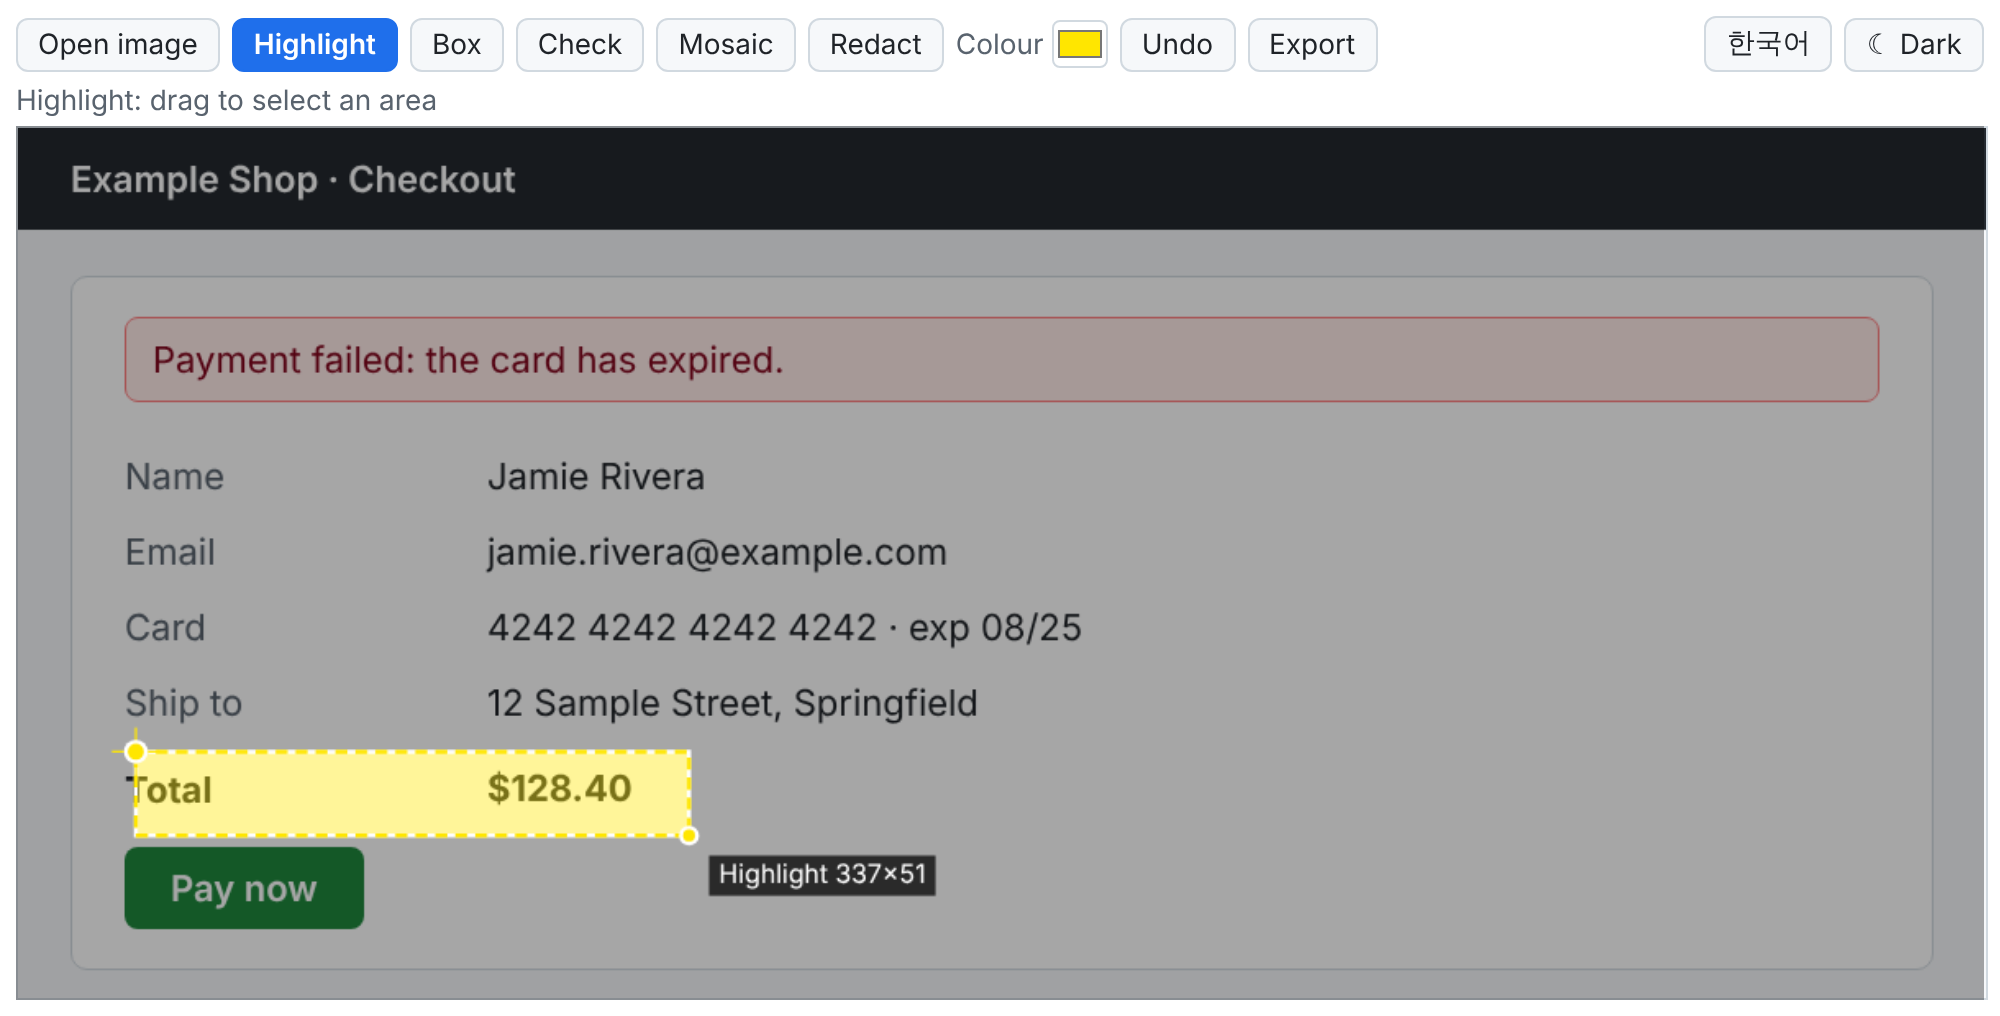 Open image Highlight Box Check Mosaic Redact Colour Undo Export 한국어 ☾ Dark
Highlight: drag to select an area
Example Shop · Checkout
Payment failed: the card has expired.
Name Jamie Rivera
Email jamie.rivera@example.com
Card 4242 4242 4242 4242 · exp 08/25
Ship to 12 Sample Street, Springfield
Total $128.40
Highlight 337×51
Pay now